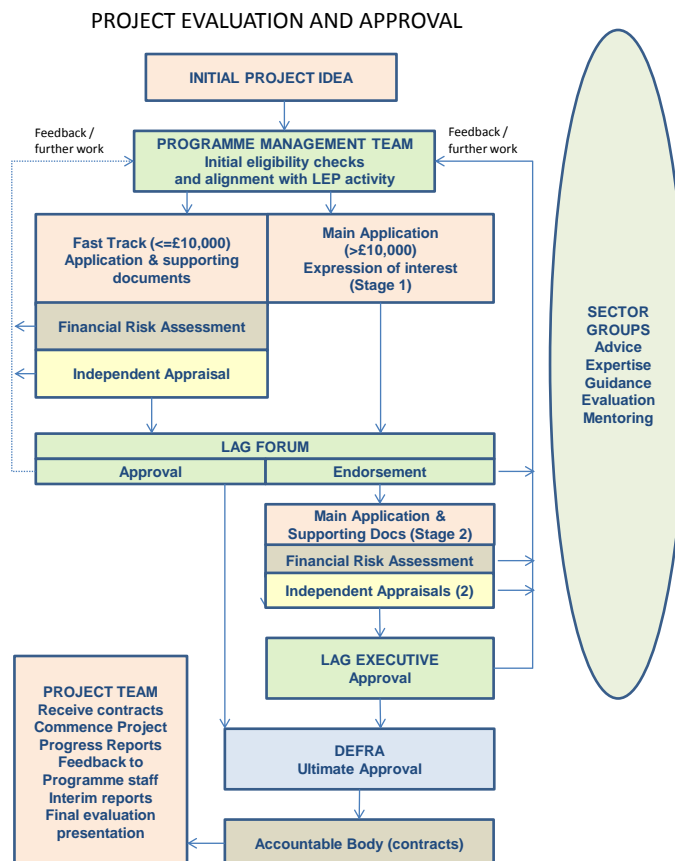 PROJECT EVALUATION AND APPROVAL
INITIAL PROJECT IDEA
Feedback /
further work
PROGRAMME MANAGEMENT TEAM
Initial eligibility checks
and alignment with LEP activity
Feedback /
further work
Fast Track (<=£10,000)
Application & supporting
documents
Main Application
(>£10,000)
Expression of interest
(Stage 1)
Financial Risk Assessment
Independent Appraisal
SECTOR
GROUPS
Advice
Expertise
Guidance
Evaluation
Mentoring
LAG FORUM
Approval
Endorsement
Main Application &
Supporting Docs (Stage 2)
Financial Risk Assessment
Independent Appraisals (2)
LAG EXECUTIVE
Approval
PROJECT TEAM
Receive contracts
Commence Project
Progress Reports
Feedback to
Programme staff
Interim reports
Final evaluation
presentation
DEFRA
Ultimate Approval
Accountable Body (contracts)